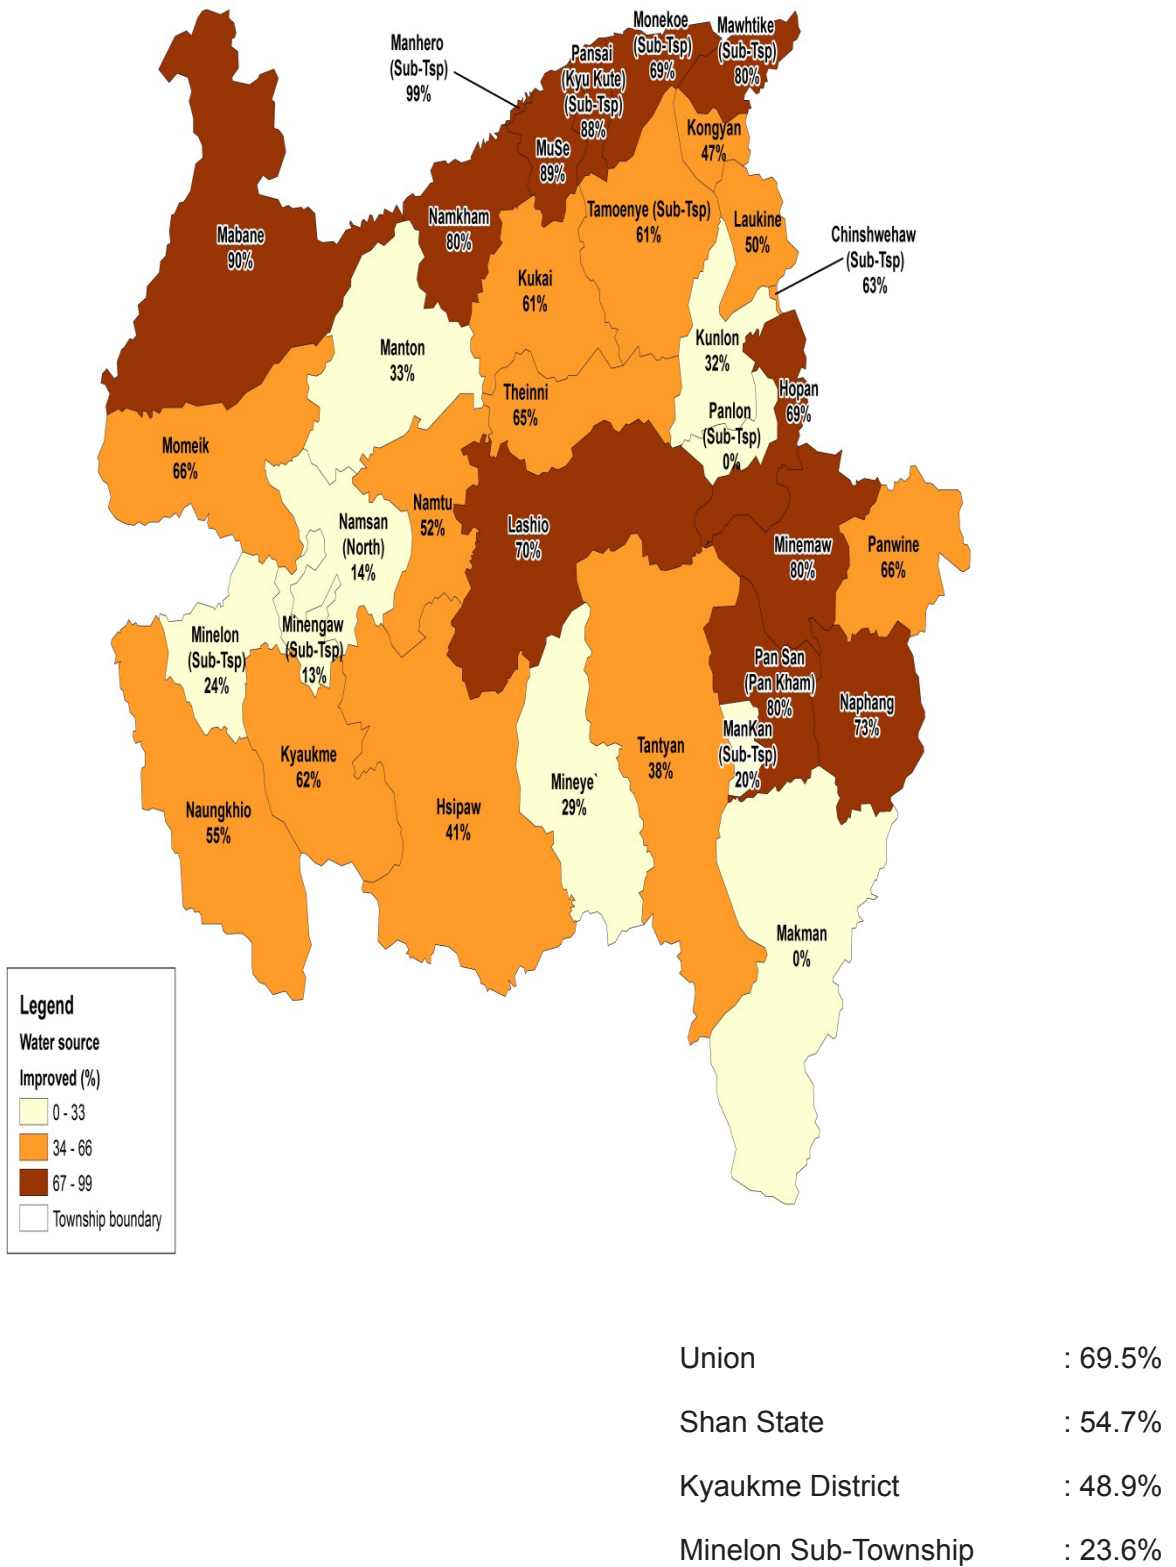 Manhero
(Sub-Tsp)
99%
Pansai
(Kyu Kute)
(Sub-Tsp)
88%
Monekoe
(Sub-Tsp)
69%
Mawhtike
(Sub-Tsp)
80%
Kongyan
47%
MuSe
89%
Namkham
80%
Tamoenye (Sub-Tsp)
61%
Laukine
50%
Chinshwehaw
(Sub-Tsp)
63%
Mabane
90%
Kukai
61%
Manton
33%
Kunlon
32%
Theinni
65%
Hopan
69%
Panlon
(Sub-Tsp)
0%
Momeik
66%
Namtu
52%
Namsan
(North)
14%
Lashio
70%
Minemaw
80%
Panwine
66%
Minelon
(Sub-Tsp)
24%
Minengaw
(Sub-Tsp)
13%
Pan San
(Pan Kham)
80%
Naphang
73%
ManKan
(Sub-Tsp)
20%
Kyaukme
62%
Tantyan
38%
Mineye`
29%
Naungkhio
55%
Hsipaw
41%
Makman
0%
Legend
Water source
Improved (%)
0 - 33
34 - 66
67 - 99
Township boundary
Union : 69.5%
Shan State : 54.7%
Kyaukme District : 48.9%
Minelon Sub-Township : 23.6%